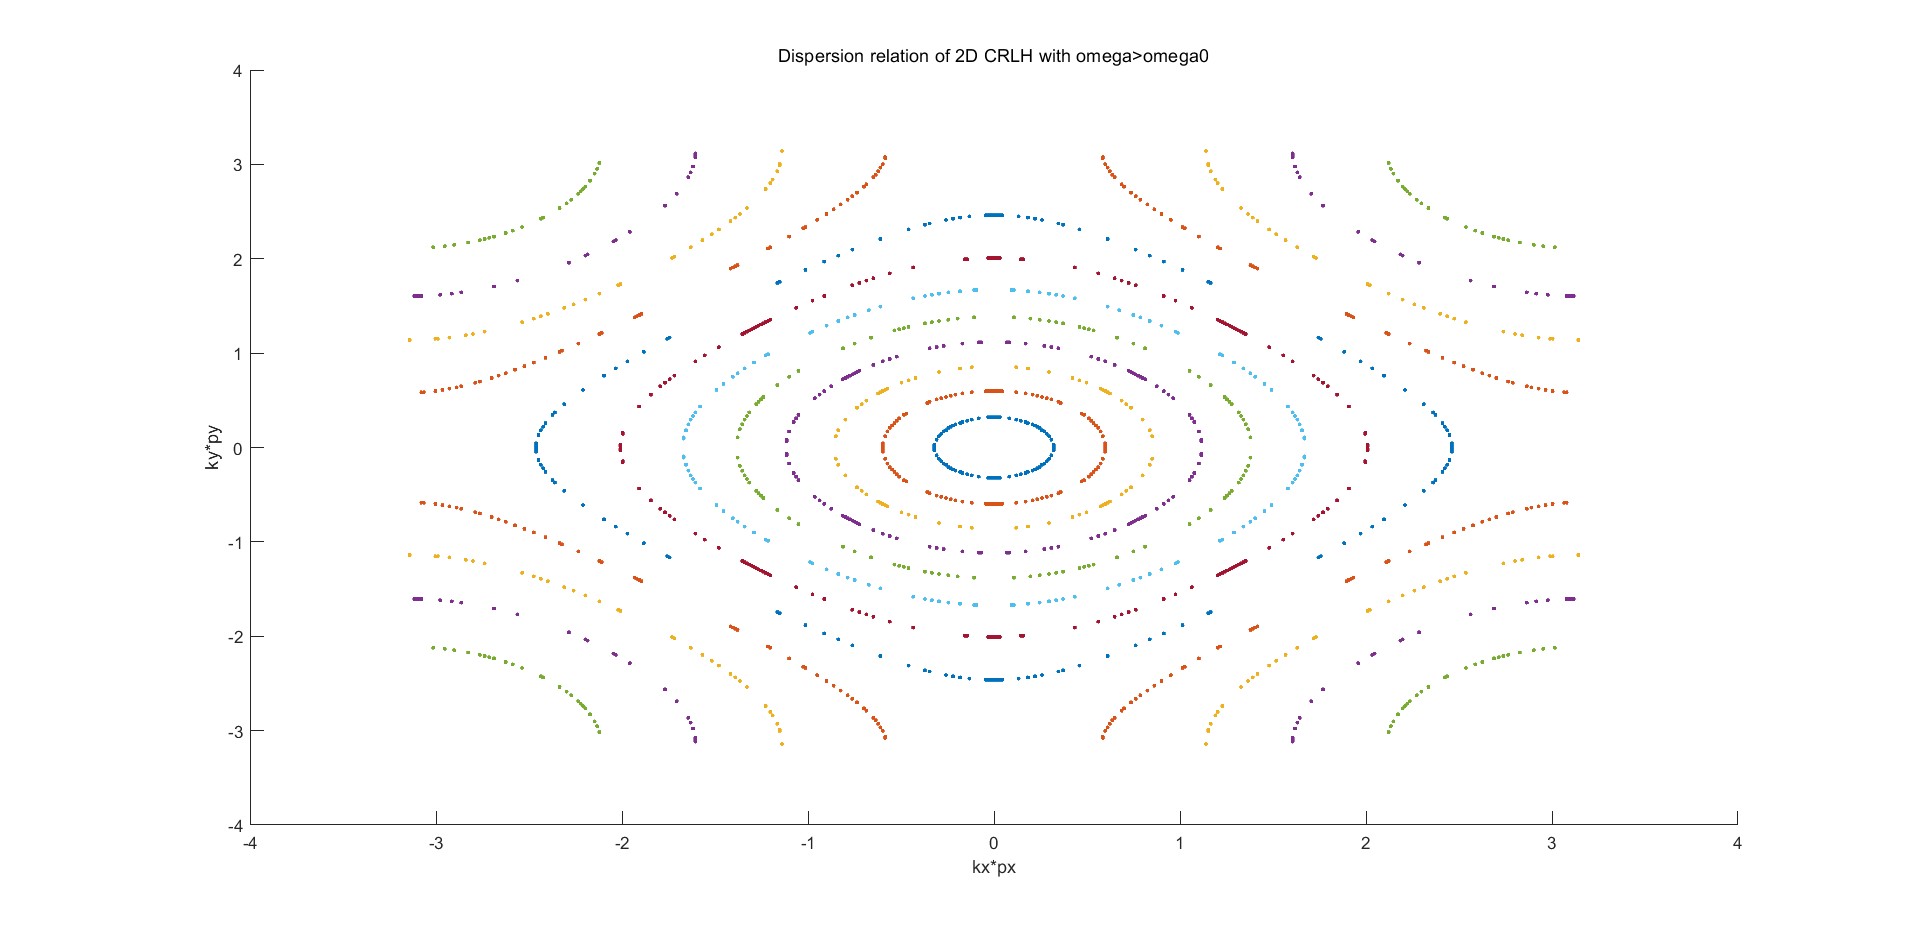 Dispersion relation of 2D CRLH with omega>omega0
4
3
2
1
0
-1
-2
-3
-4
ky*py
-4 -3 -2 -1 0 1 2 3 4
kx*px